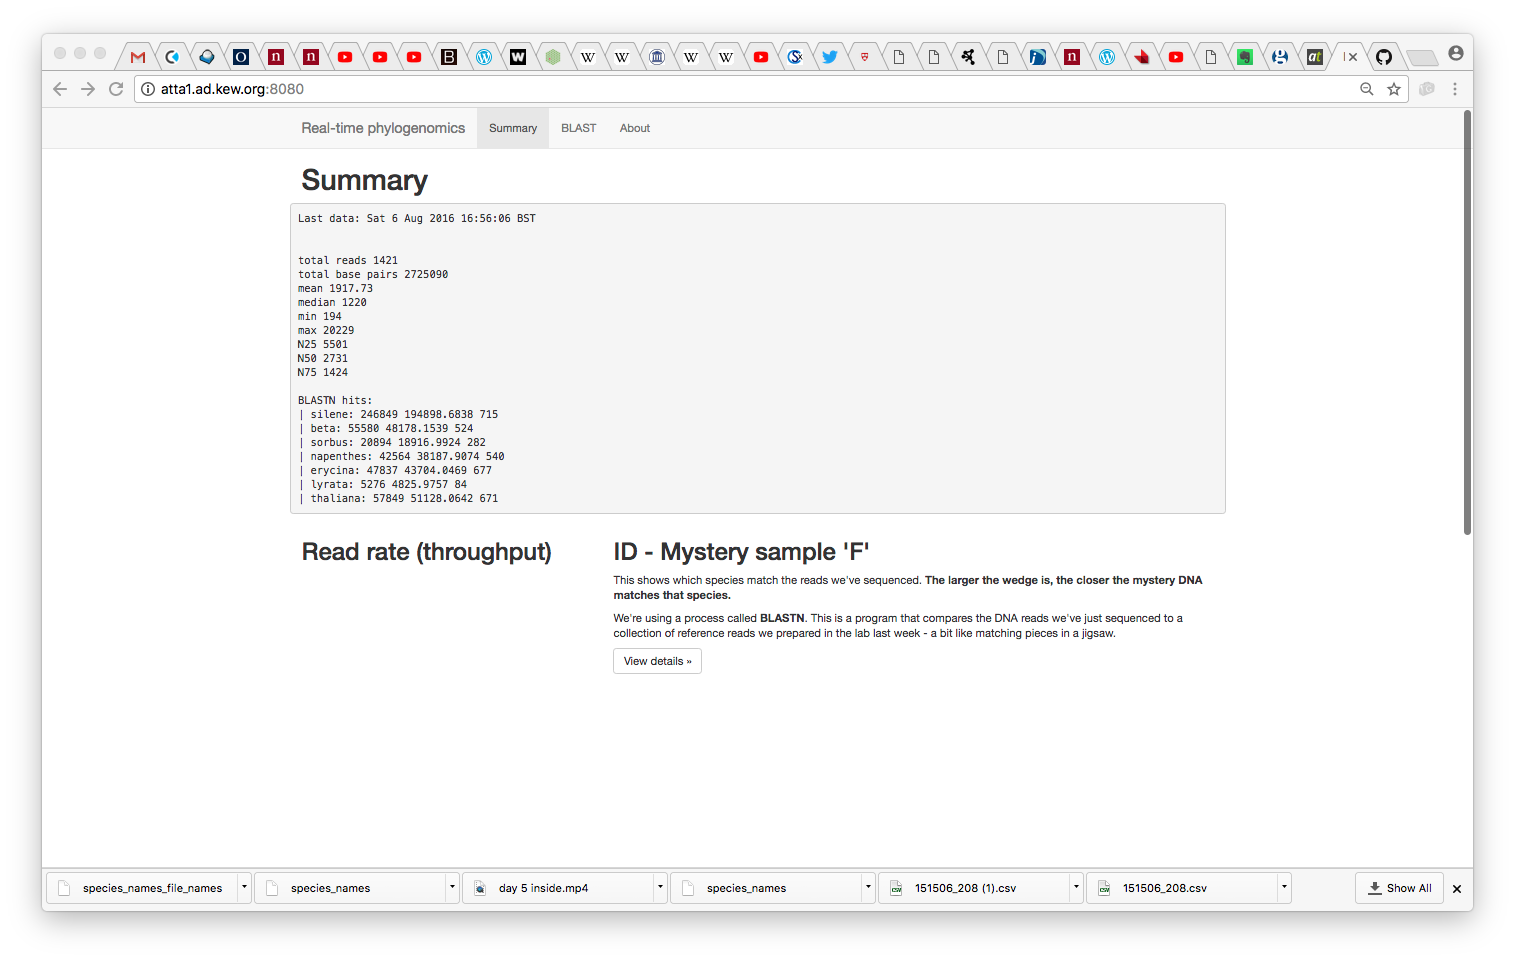 atta1.ad.kew.org:8080
Real-time phylogenomics Summary BLAST About
Summary
Last data: Sat 6 Aug 2016 16:56:06 BST
total reads 1421
total base pairs 2725090
mean 1917.73
median 1220
min 194
max 20229
N25 5501
N50 2731
N75 1424
BLASTN hits:
| silene: 246849 194898.6838 715
| beta: 55580 48178.1539 524
| sorbus: 20894 18916.9924 282
| napenthes: 42564 38187.9074 540
| erycina: 47837 43704.0469 677
| lyrata: 5276 4825.9757 84
| thaliana: 57849 51128.0642 671
Read rate (throughput)
ID - Mystery sample 'F'
This shows which species match the reads we've sequenced. The larger the wedge is, the closer the mystery DNA
matches that species.
We're using a process called BLASTN. This is a program that compares the DNA reads we've just sequenced to a
collection of reference reads we prepared in the lab last week - a bit like matching pieces in a jigsaw.
View details »
species_names_file_names species_names day 5 inside.mp4 species_names 151506_208 (1).csv 151506_208.csv Show All